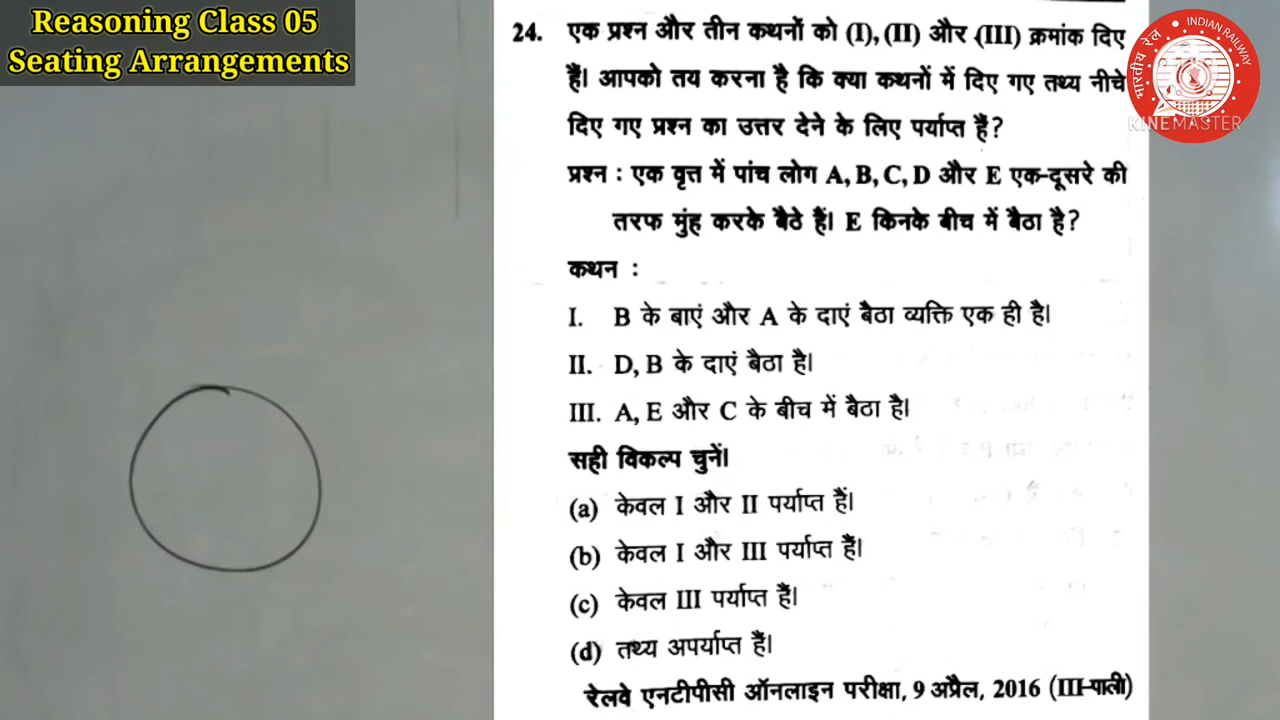 Reasoning Class 05
Seating Arrangements
24. एक प्रश्न और तीन कथनों को (I), (II) और (III) क्रमांक दिए
हैं। आपको तय करना है कि क्या कथनों में दिए गए तथ्य नीचे
दिए गए प्रश्न का उत्तर देने के लिए पर्याप्त हैं?
प्रश्न : एक वृत्त में पांच लोग A, B, C, D और E एक-दूसरे की
तरफ मुंह करके बैठे हैं। E किनके बीच में बैठा है?
कथन :
I. B के बाएं और A के दाएं बैठा व्यक्ति एक ही है।
II. D, B के दाएं बैठा है।
III. A, E और C के बीच में बैठा है।
सही विकल्प चुनें।
(a) केवल I और II पर्याप्त हैं।
(b) केवल I और III पर्याप्त हैं।
(c) केवल III पर्याप्त हैं।
(d) तथ्य अपर्याप्त हैं।
रेलवे एनटीपीसी ऑनलाइन परीक्षा, 9 अप्रैल, 2016 (III-पाली)
भारतीय रेल
INDIAN RAILWAY
KINEMASTER